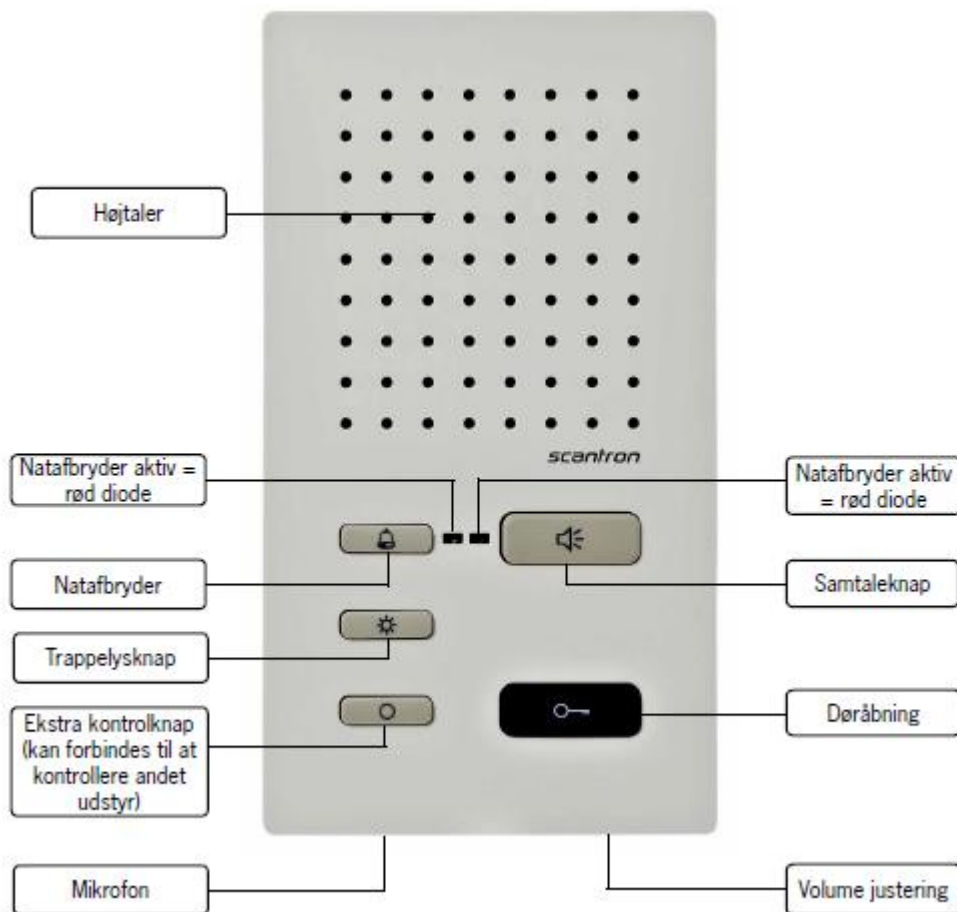 Højtaler
scantron
Natafbryder aktiv =
rød diode
Natafbryder aktiv
= rød diode
Natafbryder
Samtaleknap
Trappelysknap
Ekstra kontrolknap
(kan forbindes til at
kontrollere andet
udstyr)
Døråbning
Mikrofon
Volume justering